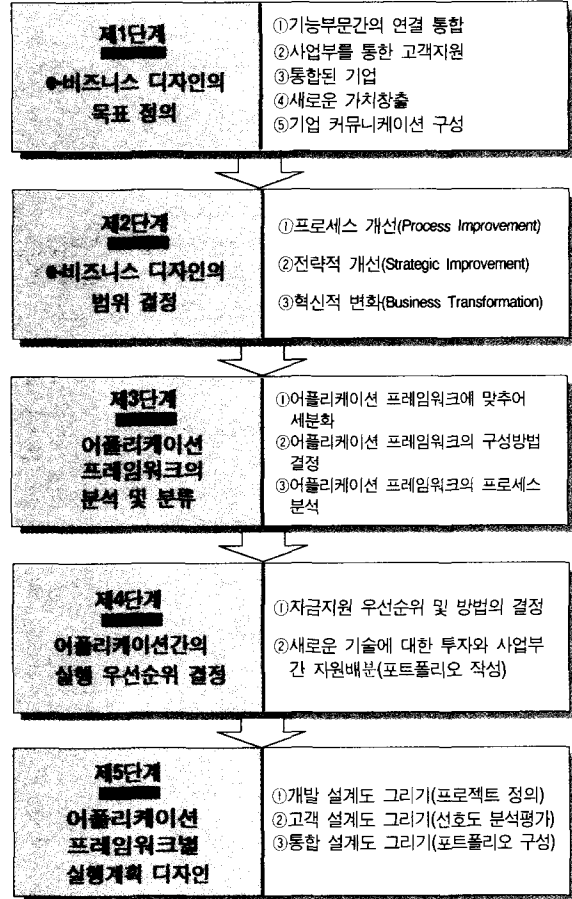 제1단계
e-비즈니스 디자인의
목표 정의
①기능부문간의 연결 통합
②사업부를 통한 고객지원
③통합된 기업
④새로운 가치창출
⑤기업 커뮤니케이션 구성
제2단계
e-비즈니스 디자인의
범위 결정
①프로세스 개선(Process Improvement)
②전략적 개선(Strategic Improvement)
③혁신적 변화(Business Transformation)
제3단계
어플리케이션
프레임워크의
분석 및 분류
①어플리케이션 프레임워크에 맞추어
세분화
②어플리케이션 프레임워크의 구성방법
결정
③어플리케이션 프레임워크의 프로세스
분석
제4단계
어플리케이션간의
실행 우선순위 결정
①자금지원 우선순위 및 방법의 결정
②새로운 기술에 대한 투자와 사업부
간 자원배분(포트폴리오 작성)
제5단계
어플리케이션
프레임워크별
실행계획 디자인
①개발 설계도 그리기(프로젝트 정의)
②고객 설계도 그리기(선호도 분석평가)
③통합 설계도 그리기(포트폴리오 구성)